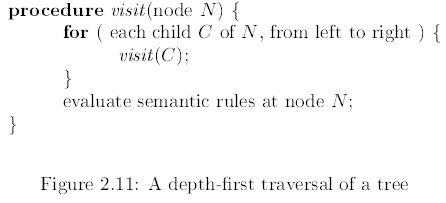 procedure visit(node N) {
for ( each child C of N, from left to right ) {
visit(C);
}
evaluate semantic rules at node N;
}
Figure 2.11: A depth-first traversal of a tree